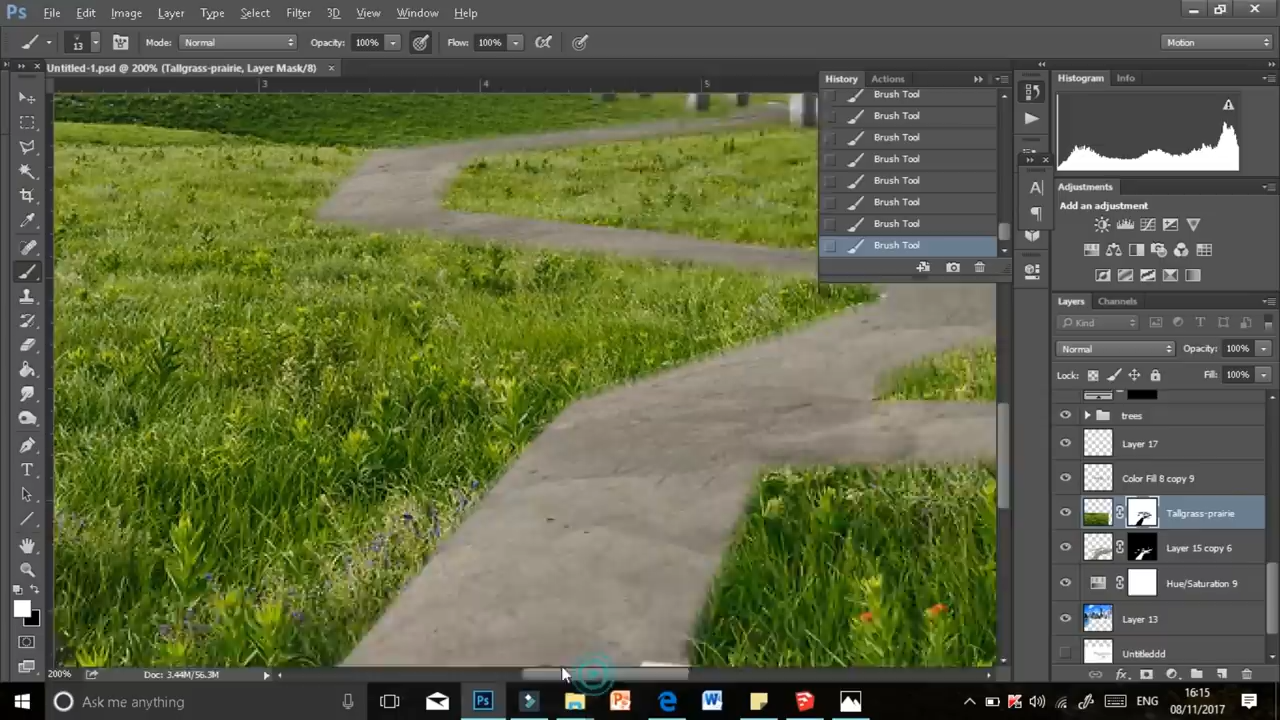 Ps File Edit Image Layer Type Select Filter 3D View Window Help
13 Mode: Normal Opacity: 100% Flow: 100% Motion
Untitled-1.psd @ 200% (Tallgrass-prairie, Layer Mask/8) ×
3 4 5
History Actions
Brush Tool
Brush Tool
Brush Tool
Brush Tool
Brush Tool
Brush Tool
Brush Tool
Brush Tool
Histogram Info
Adjustments
Add an adjustment
Layers Channels
Kind
Normal Opacity: 100%
Lock: Fill: 100%
trees
Layer 17
Color Fill 8 copy 9
Tallgrass-prairie
Layer 15 copy 6
Hue/Saturation 9
Layer 13
Untitleddd
200% Doc: 3.44M/56.3M
Ask me anything
ENG
16:15
08/11/2017